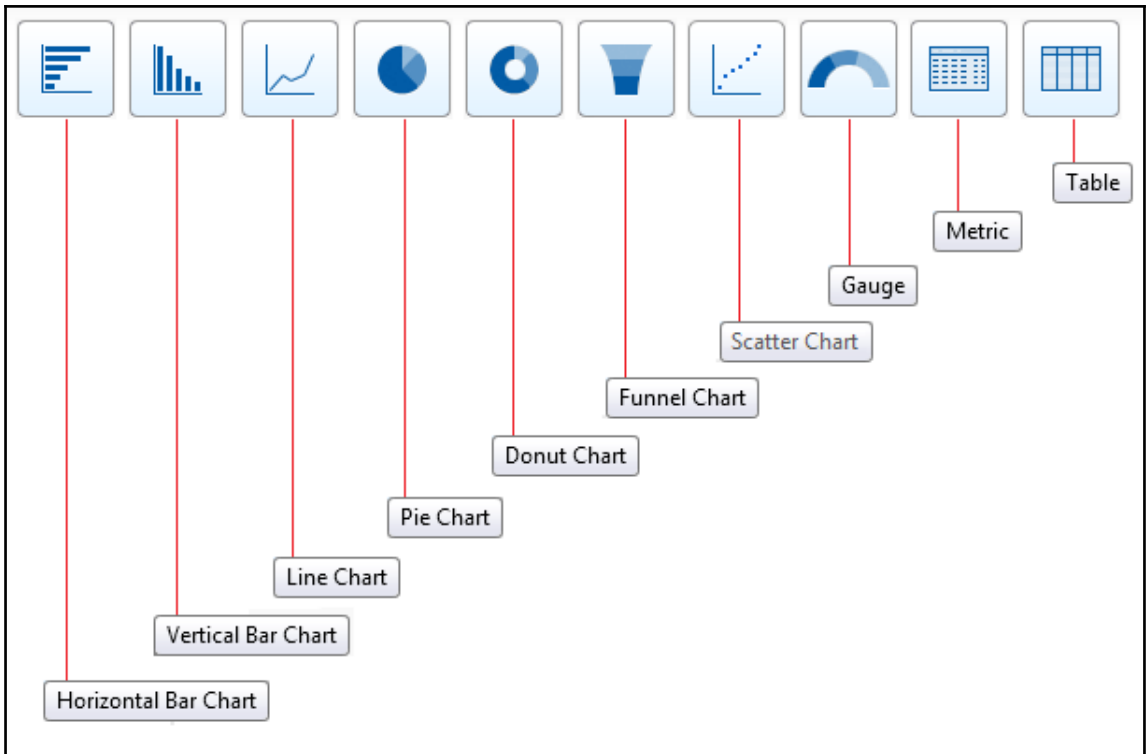 Table
Metric
Gauge
Scatter Chart
Funnel Chart
Donut Chart
Pie Chart
Line Chart
Vertical Bar Chart
Horizontal Bar Chart